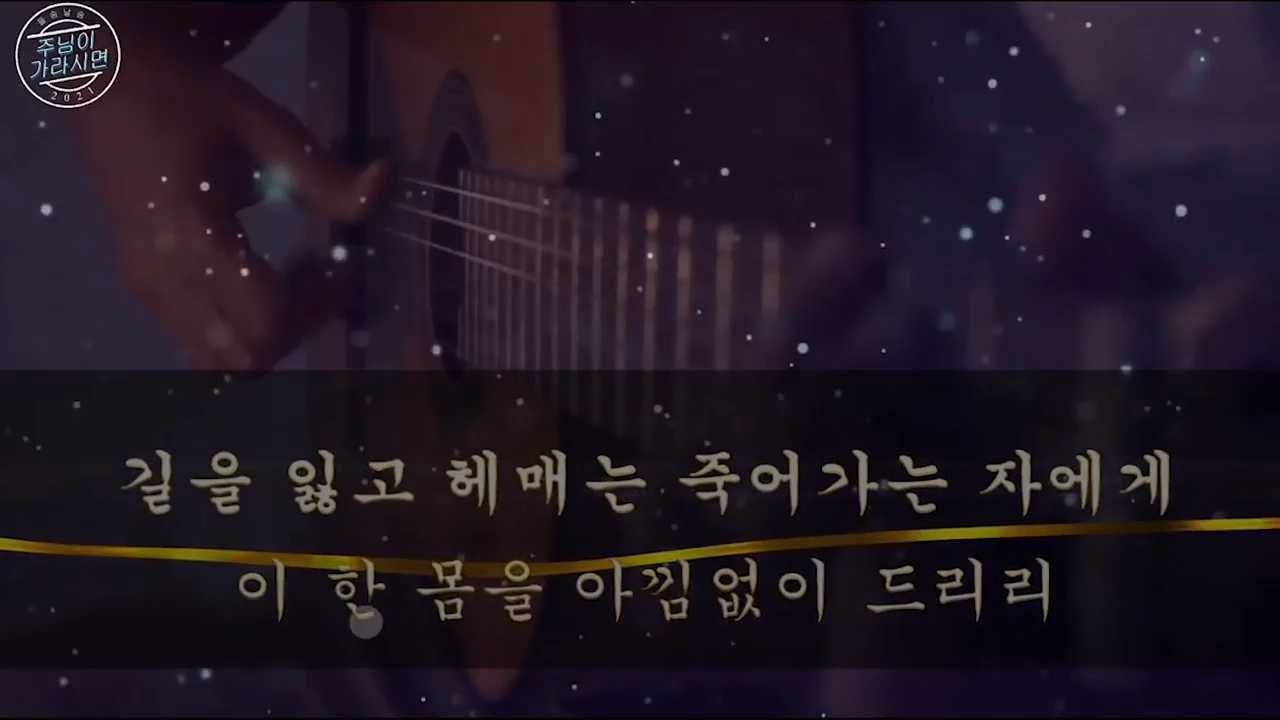 주님이
가라시면
2021
길을 잃고 헤매는 죽어가는 자에게
이 한 몸을 아낌없이 드리리